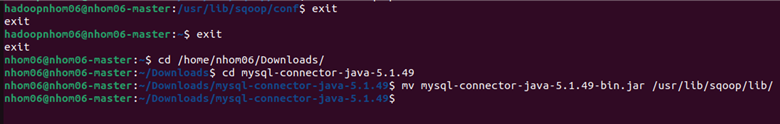 hadoopnhom06@nhom06-master:/usr/lib/sqoop/conf$ exit
exit
hadoopnhom06@nhom06-master:~$ exit
exit
nhom06@nhom06-master:~$ cd /home/nhom06/Downloads/
nhom06@nhom06-master:~/Downloads$ cd mysql-connector-java-5.1.49
nhom06@nhom06-master:~/Downloads/mysql-connector-java-5.1.49$ mv mysql-connector-java-5.1.49-bin.jar /usr/lib/sqoop/lib/
nhom06@nhom06-master:~/Downloads/mysql-connector-java-5.1.49$